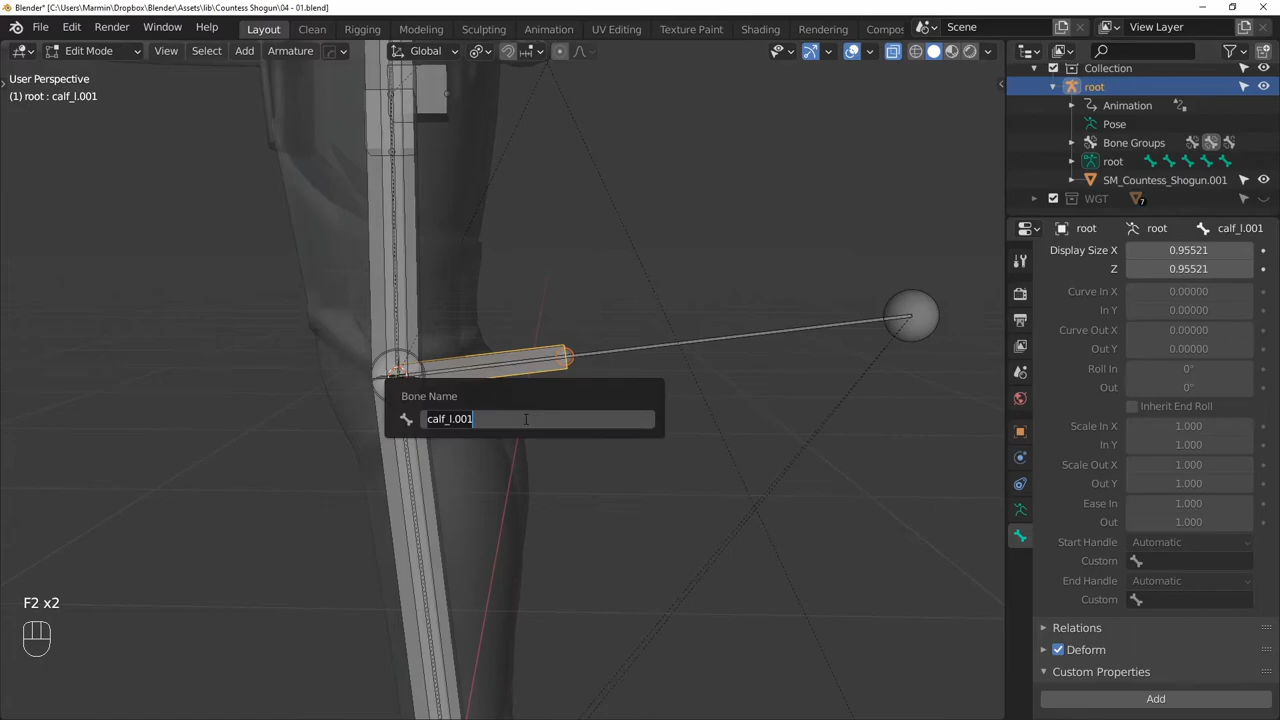 Blender* [C:\Users\Marmin\Dropbox\Blender\Assets\lib\Countess Shogun\04 - 01.blend]
File Edit Render Window Help Layout Clean Rigging Modeling Sculpting Animation UV Editing Texture Paint Shading Rendering Compos Scene View Layer
Edit Mode View Select Add Armature Global
User Perspective
(1) root : calf_l.001
Collection
root
Animation
Pose
Bone Groups
root
SM_Countess_Shogun.001
WGT 7
root root calf_l.001
Display Size X 0.95521
Z 0.95521
Curve In X 0.00000
In Y 0.00000
Curve Out X 0.00000
Out Y 0.00000
Roll In 0°
Out 0°
Inherit End Roll
Scale In X 1.000
In Y 1.000
Scale Out X 1.000
Out Y 1.000
Ease In 1.000
Out 1.000
Start Handle Automatic
Custom
End Handle Automatic
Custom
Relations
Deform
Custom Properties
Add
Bone Name
calf_l.001
F2 x2